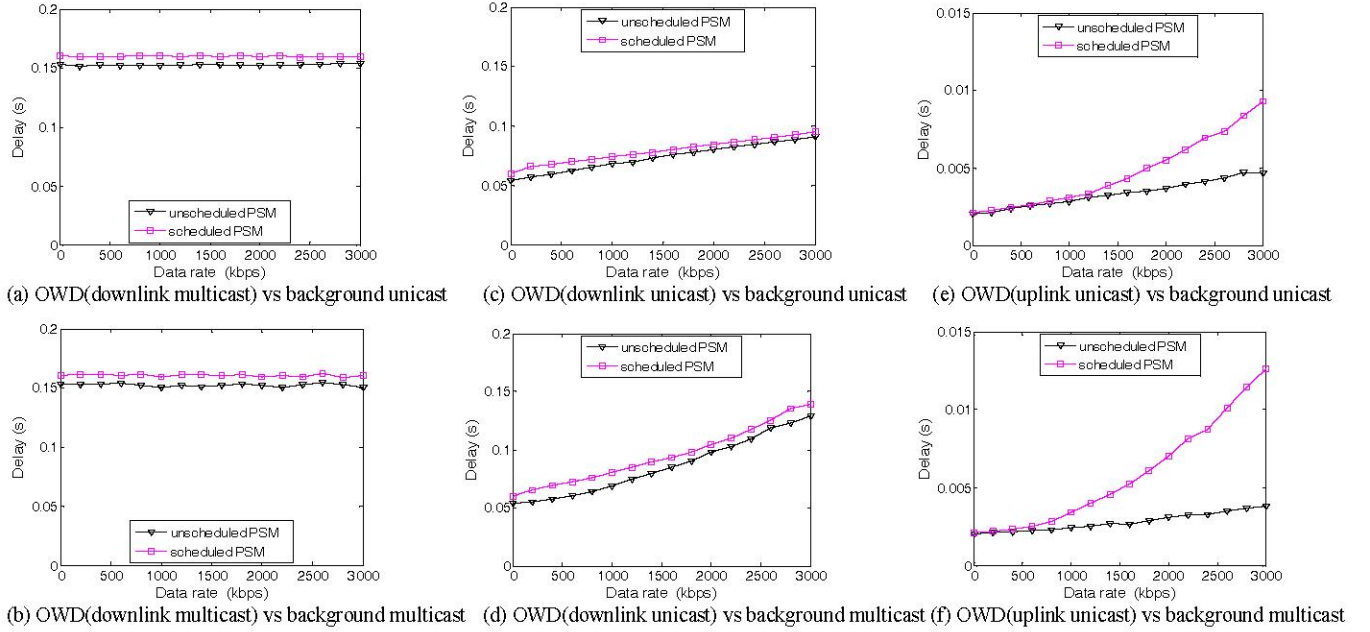 0.2
0.15
0.1
0.05
0
Delay (s)
unscheduled PSM
scheduled PSM
0 500 1000 1500 2000 2500 3000
Data rate (kbps)
(a) OWD(downlink multicast) vs background unicast
0.2
0.15
0.1
0.05
0
Delay (s)
unscheduled PSM
scheduled PSM
0 500 1000 1500 2000 2500 3000
Data rate (kbps)
(c) OWD(downlink unicast) vs background unicast
0.015
0.01
0.005
0
Delay (s)
unscheduled PSM
scheduled PSM
0 500 1000 1500 2000 2500 3000
Data rate (kbps)
(e) OWD(uplink unicast) vs background unicast
0.2
0.15
0.1
0.05
0
Delay (s)
unscheduled PSM
scheduled PSM
0 500 1000 1500 2000 2500 3000
Data rate (kbps)
(b) OWD(downlink multicast) vs background multicast
0.2
0.15
0.1
0.05
0
Delay (s)
unscheduled PSM
scheduled PSM
0 500 1000 1500 2000 2500 3000
Data rate (kbps)
(d) OWD(downlink unicast) vs background multicast
0.015
0.01
0.005
0
Delay (s)
unscheduled PSM
scheduled PSM
0 500 1000 1500 2000 2500 3000
Data rate (kbps)
(f) OWD(uplink unicast) vs background multicast